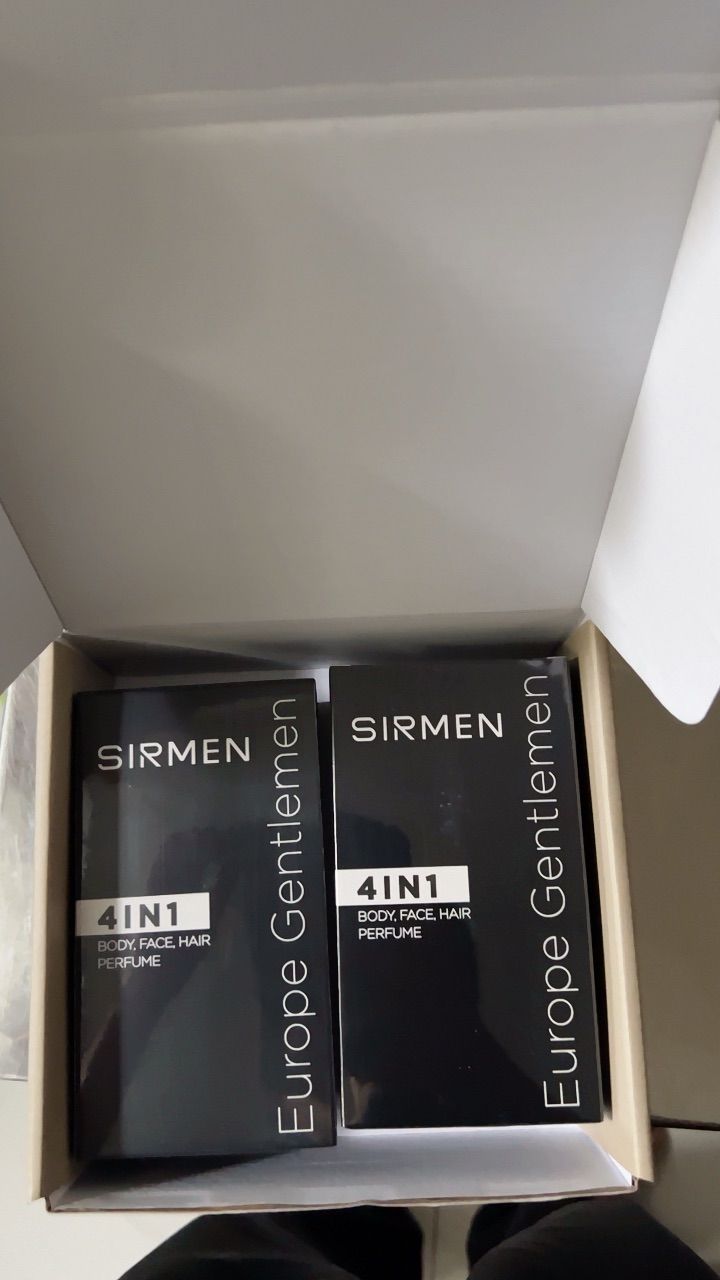 SIRMEN
Europe Gentlemen
4IN1
BODY, FACE, HAIR
PERFUME
SIRMEN
Europe Gentlemen
4IN1
BODY, FACE, HAIR
PERFUME